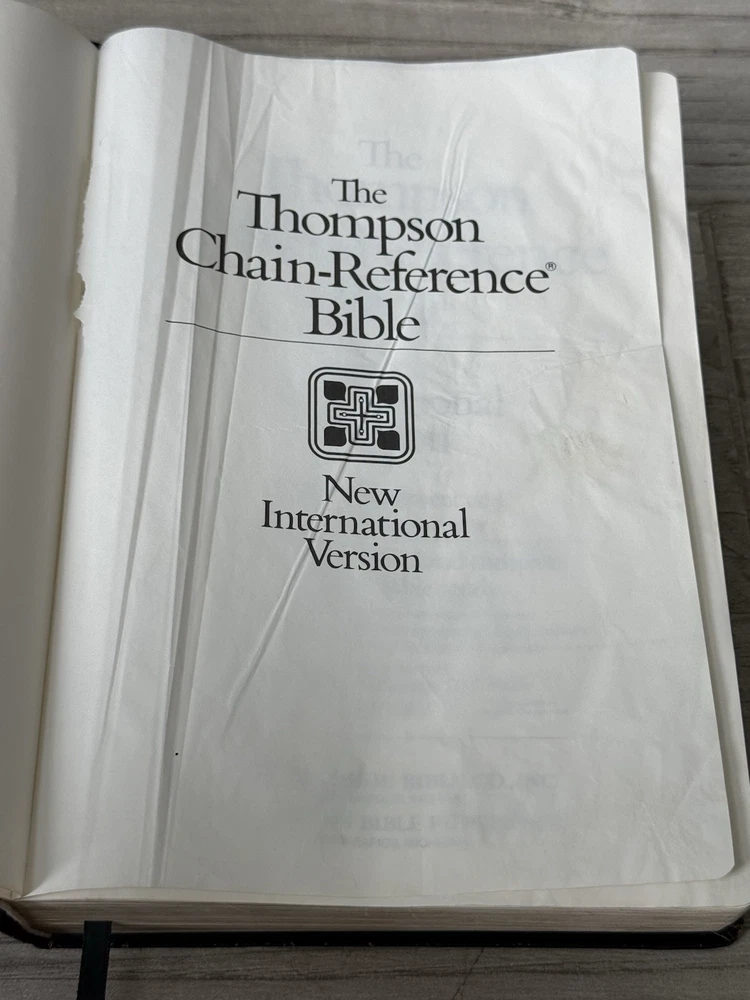 The
Thompson
Chain-Reference®
Bible
New
International
Version